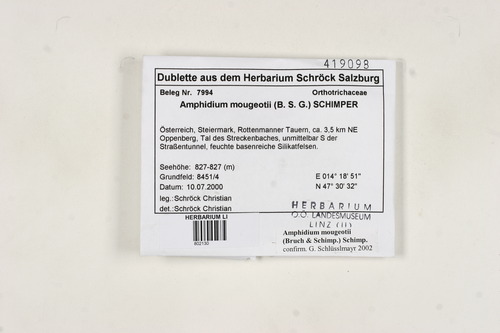 419098
Dublette aus dem Herbarium Schröck Salzburg
Beleg Nr. 7994 Orthotrichaceae
Amphidium mougeotii (B. S. G.) SCHIMPER
Österreich, Steiermark, Rottenmanner Tauern, ca. 3,5 km NE
Oppenberg, Tal des Streckenbaches, unmittelbar S der
Straßentunnel, feuchte basenreiche Silikatfelsen.
Seehöhe: 827-827 (m)
Grundfeld: 8451/4 E 014° 18' 51"
Datum: 10.07.2000 N 47° 30' 32"
leg.:Schröck Christian
det.:Schröck Christian
HERBARIUM
O.Ö. LANDESMUSEUM
LINZ (II)
HERBARIUM LI
802130
Amphidium mougeotii
(Bruch & Schimp.) Schimp.
confirm. G. Schlüsslmayr 2002